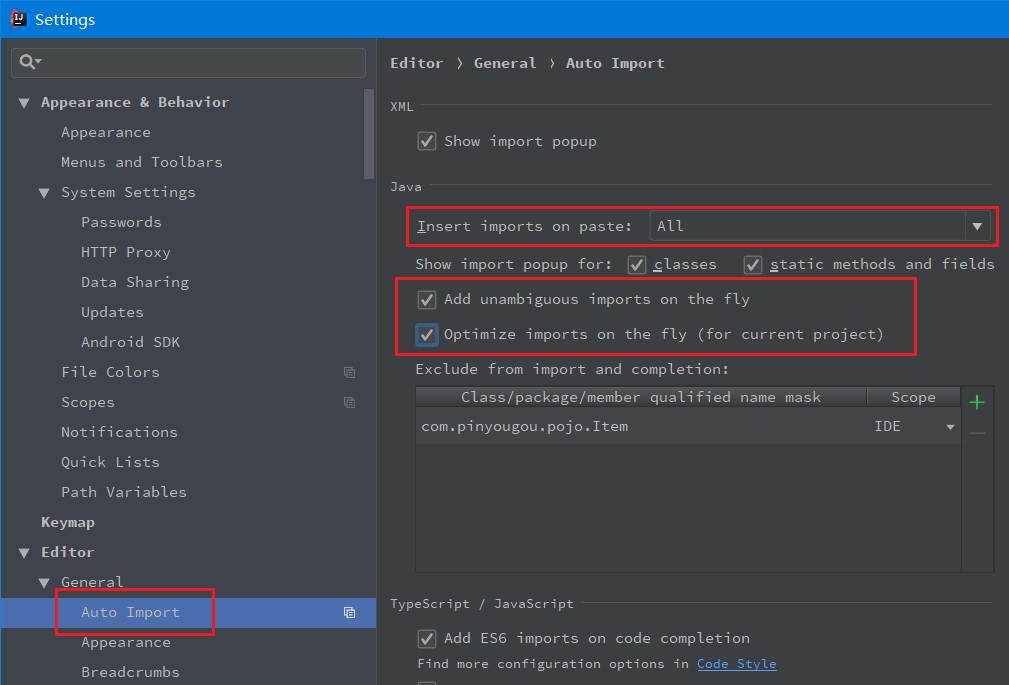 Settings
Appearance & Behavior
Appearance
Menus and Toolbars
System Settings
Passwords
HTTP Proxy
Data Sharing
Updates
Android SDK
File Colors
Scopes
Notifications
Quick Lists
Path Variables
Keymap
Editor
General
Auto Import
Appearance
Breadcrumbs
Editor › General › Auto Import
XML
Show import popup
Java
Insert imports on paste: All
Show import popup for: classes static methods and fields
Add unambiguous imports on the fly
Optimize imports on the fly (for current project)
Exclude from import and completion:
Class/package/member qualified name mask Scope
com.pinyougou.pojo.Item IDE
TypeScript / JavaScript
Add ES6 imports on code completion
Find more configuration options in Code Style